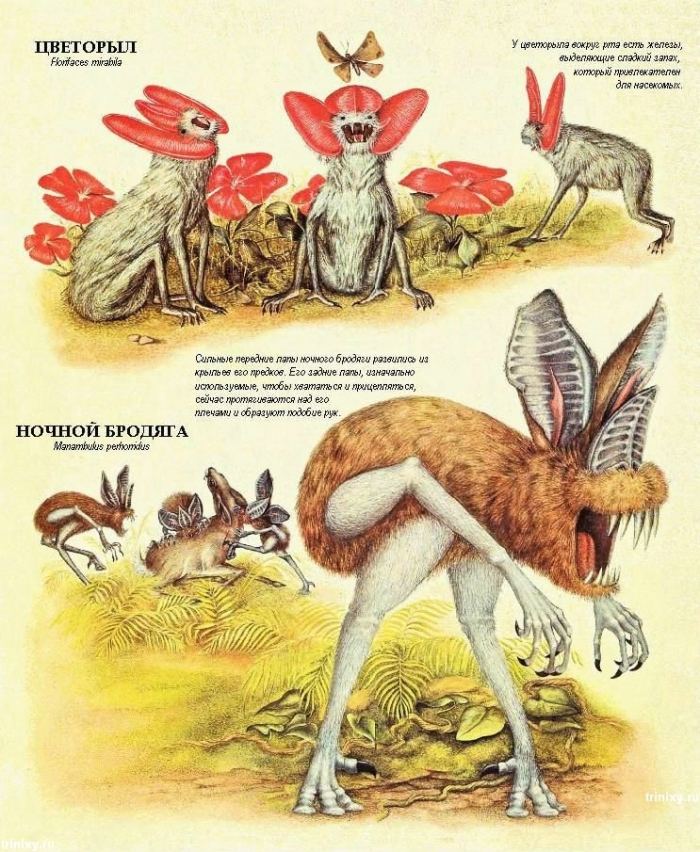 ЦВЕТОРЫЛ
Florifaces mirabila
У цветорыла вокруг рта есть железы,
выделяющие сладкий запах,
который привлекателен
для насекомых.
Сильные передние лапы ночного бродяги развились из
крыльев его предков. Его задние лапы, изначально
используемые, чтобы хвататься и прицепляться,
сейчас протягиваются над его
плечами и образуют подобие рук.
НОЧНОЙ БРОДЯГА
Manambulus perhorridus
trinixy.ru
trinixy.ru